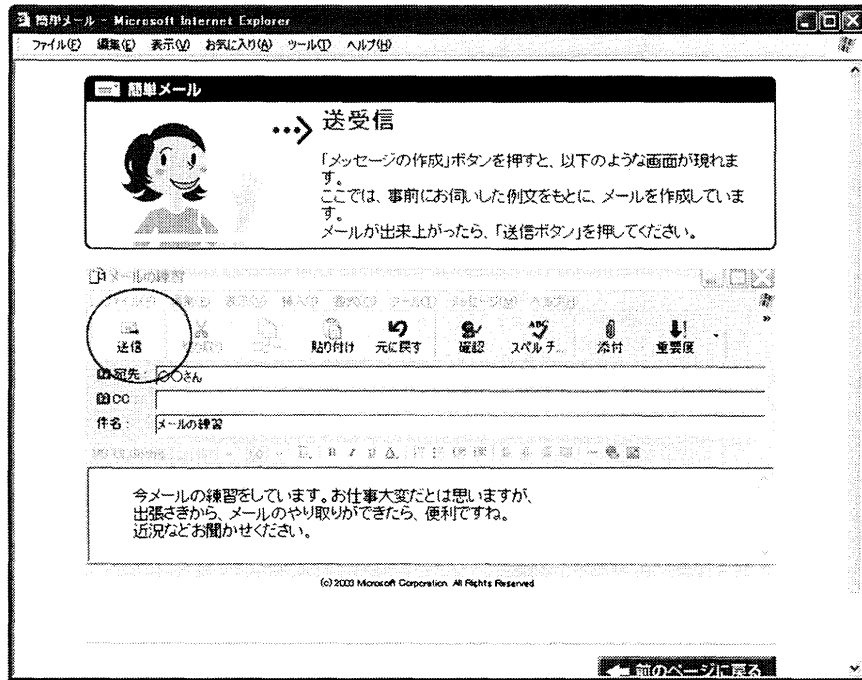 簡単メール - Microsoft Internet Explorer
ファイル(F) 編集(E) 表示(V) お気に入り(A) ツール(T) ヘルプ(H)
簡単メール
送受信
「メッセージの作成」ボタンを押すと、以下のような画面が現れま
す。
ここでは、事前にお伺いした例文をもとに、メールを作成していま
す。
メールが出来上がったら、「送信ボタン」を押してください。
メールの練習
送信 貼り付け 元に戻す 確認 スペルチ... 添付 重要度
宛先: ○○さん
CC
件名: メールの練習
今メールの練習をしています。お仕事大変だとは思いますが、
出張さきから、メールのやり取りができたら、便利ですね。
近況などお聞かせください。
(c) 2003 Microsoft Corporation. All Rights Reserved
前のページに戻る